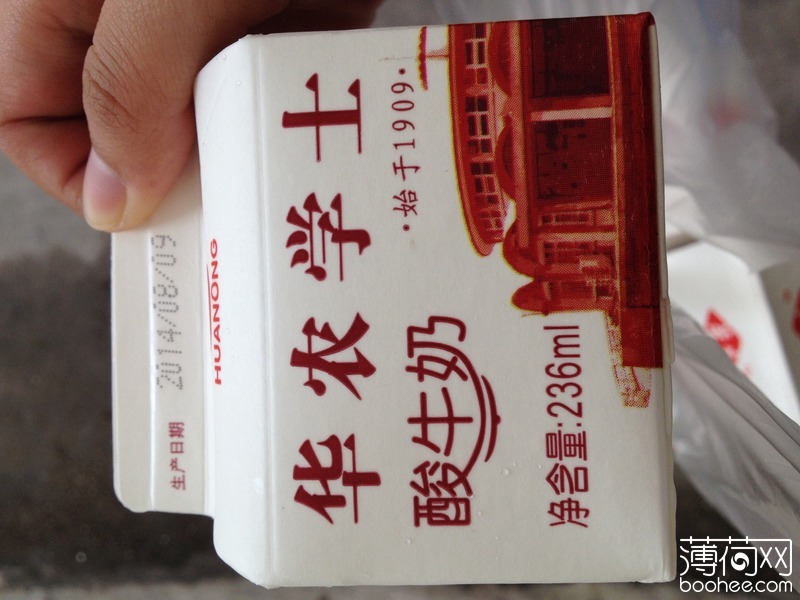 生产日期 2014/08/09
HUANONG
华农学士
·始于1909·
酸牛奶
净含量:236ml
薄荷网
boohee.com